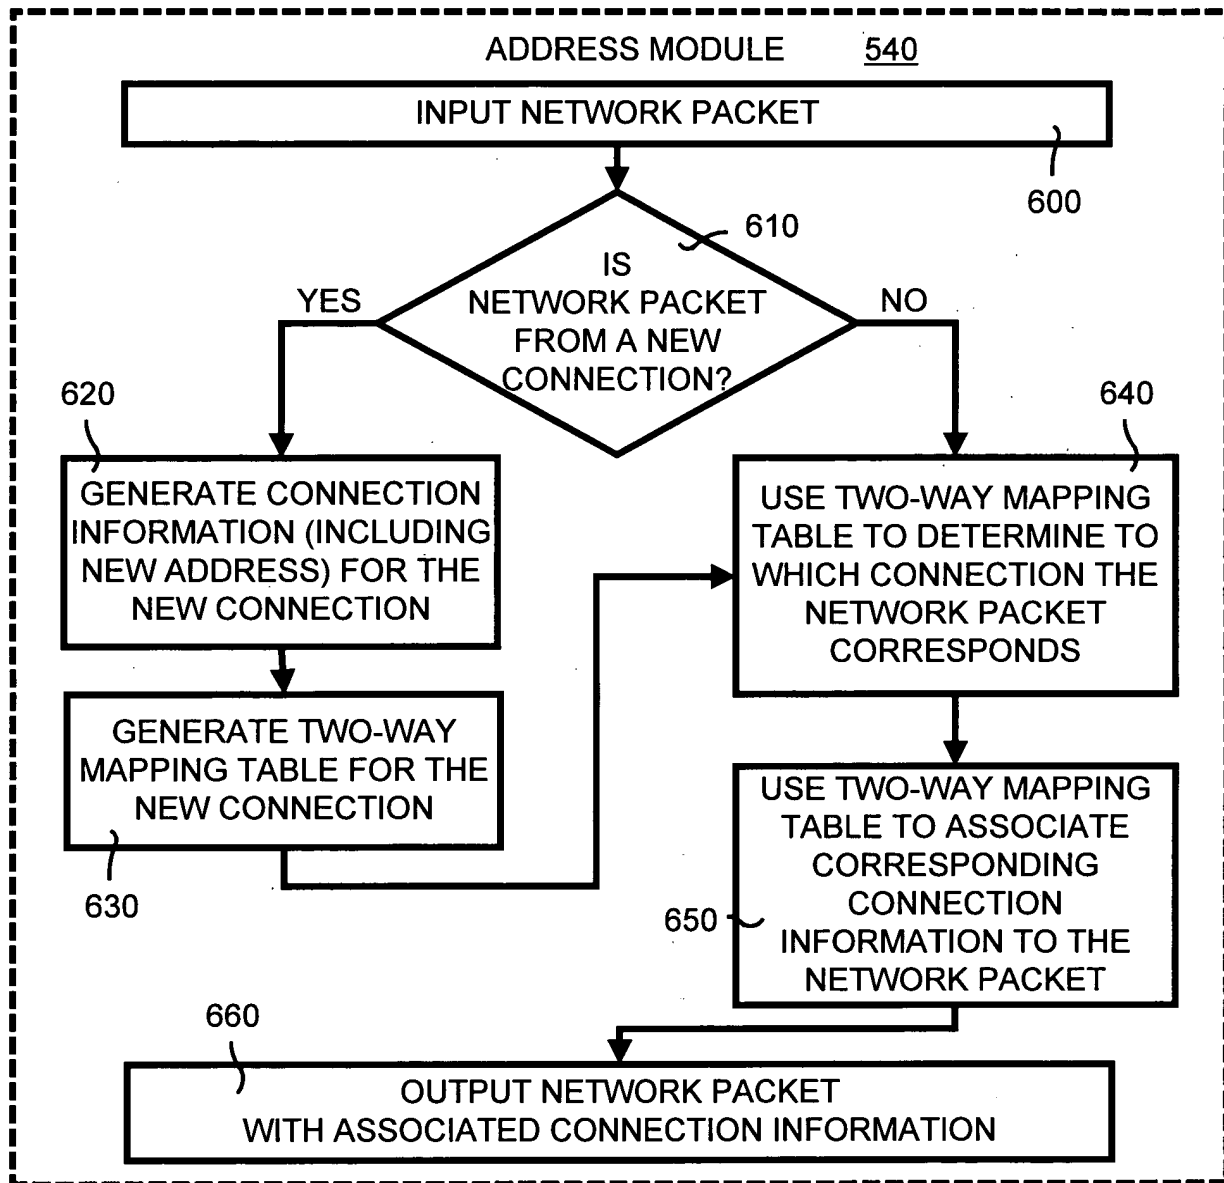 ADDRESS MODULE 540
INPUT NETWORK PACKET
600
610
IS
NETWORK PACKET
FROM A NEW
CONNECTION?
YES
NO
620
GENERATE CONNECTION
INFORMATION (INCLUDING
NEW ADDRESS) FOR THE
NEW CONNECTION
GENERATE TWO-WAY
MAPPING TABLE FOR THE
NEW CONNECTION
630
640
USE TWO-WAY MAPPING
TABLE TO DETERMINE TO
WHICH CONNECTION THE
NETWORK PACKET
CORRESPONDS
USE TWO-WAY MAPPING
TABLE TO ASSOCIATE
CORRESPONDING
CONNECTION
INFORMATION TO THE
NETWORK PACKET
650
660
OUTPUT NETWORK PACKET
WITH ASSOCIATED CONNECTION INFORMATION